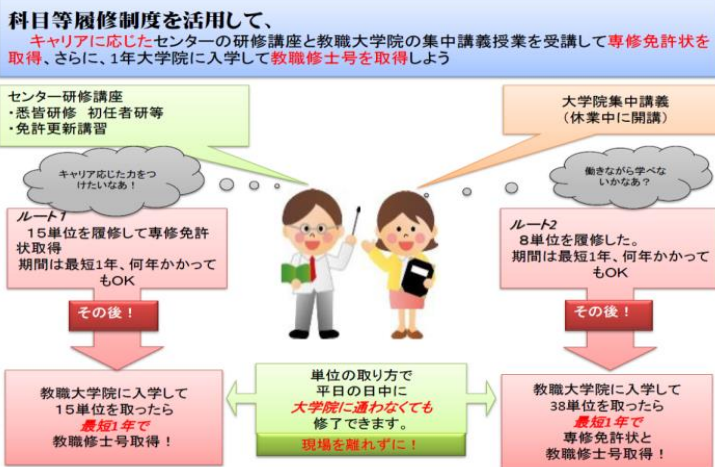 科目等履修制度を活用して、
キャリアに応じたセンターの研修講座と教職大学院の集中講義授業を受講して専修免許状を
取得、さらに、1年大学院に入学して教職修士号を取得しよう
センター研修講座
・悉皆研修　初任者研等
・免許更新講習
大学院集中講義
（休業中に開講）
キャリア応じた力をつ
けたいなあ！
働きながら学べな
いかなあ？
ルート1
15単位を履修して専修免許
状取得
期間は最短1年、何年かかって
もOK
ルート2
8単位を履修した。
期間は最短1年、何年かかって
もOK
その後！
その後！
教職大学院に入学して
15単位を取ったら
最短1年で
教職修士号取得！
単位の取り方で
平日の日中に
大学院に通わなくても
修了できます。
現場を離れずに！
教職大学院に入学して
38単位を取ったら
最短1年で
専修免許状と
教職修士号取得！